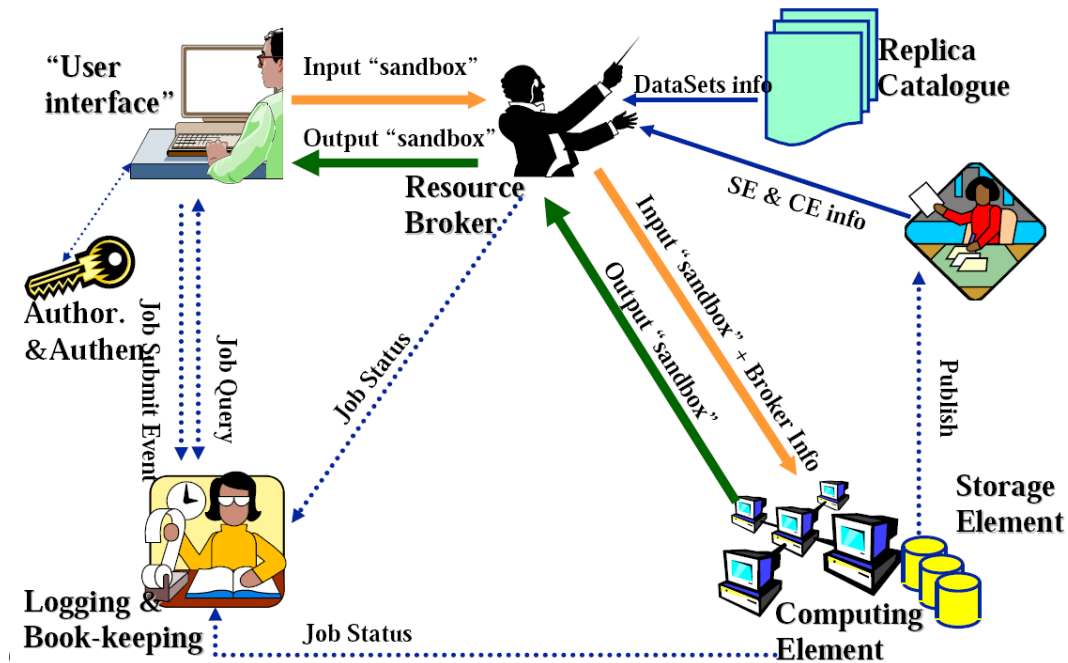 “User
interface”
Input “sandbox”
Output “sandbox”
Resource
Broker
DataSets info
Replica
Catalogue
SE & CE info
Author.
&Authen.
Job Submit Event
Job Query
Job Status
Input “sandbox” + Broker Info
Output “sandbox”
Publish
Storage
Element
Logging &
Book-keeping
Job Status
Computing
Element